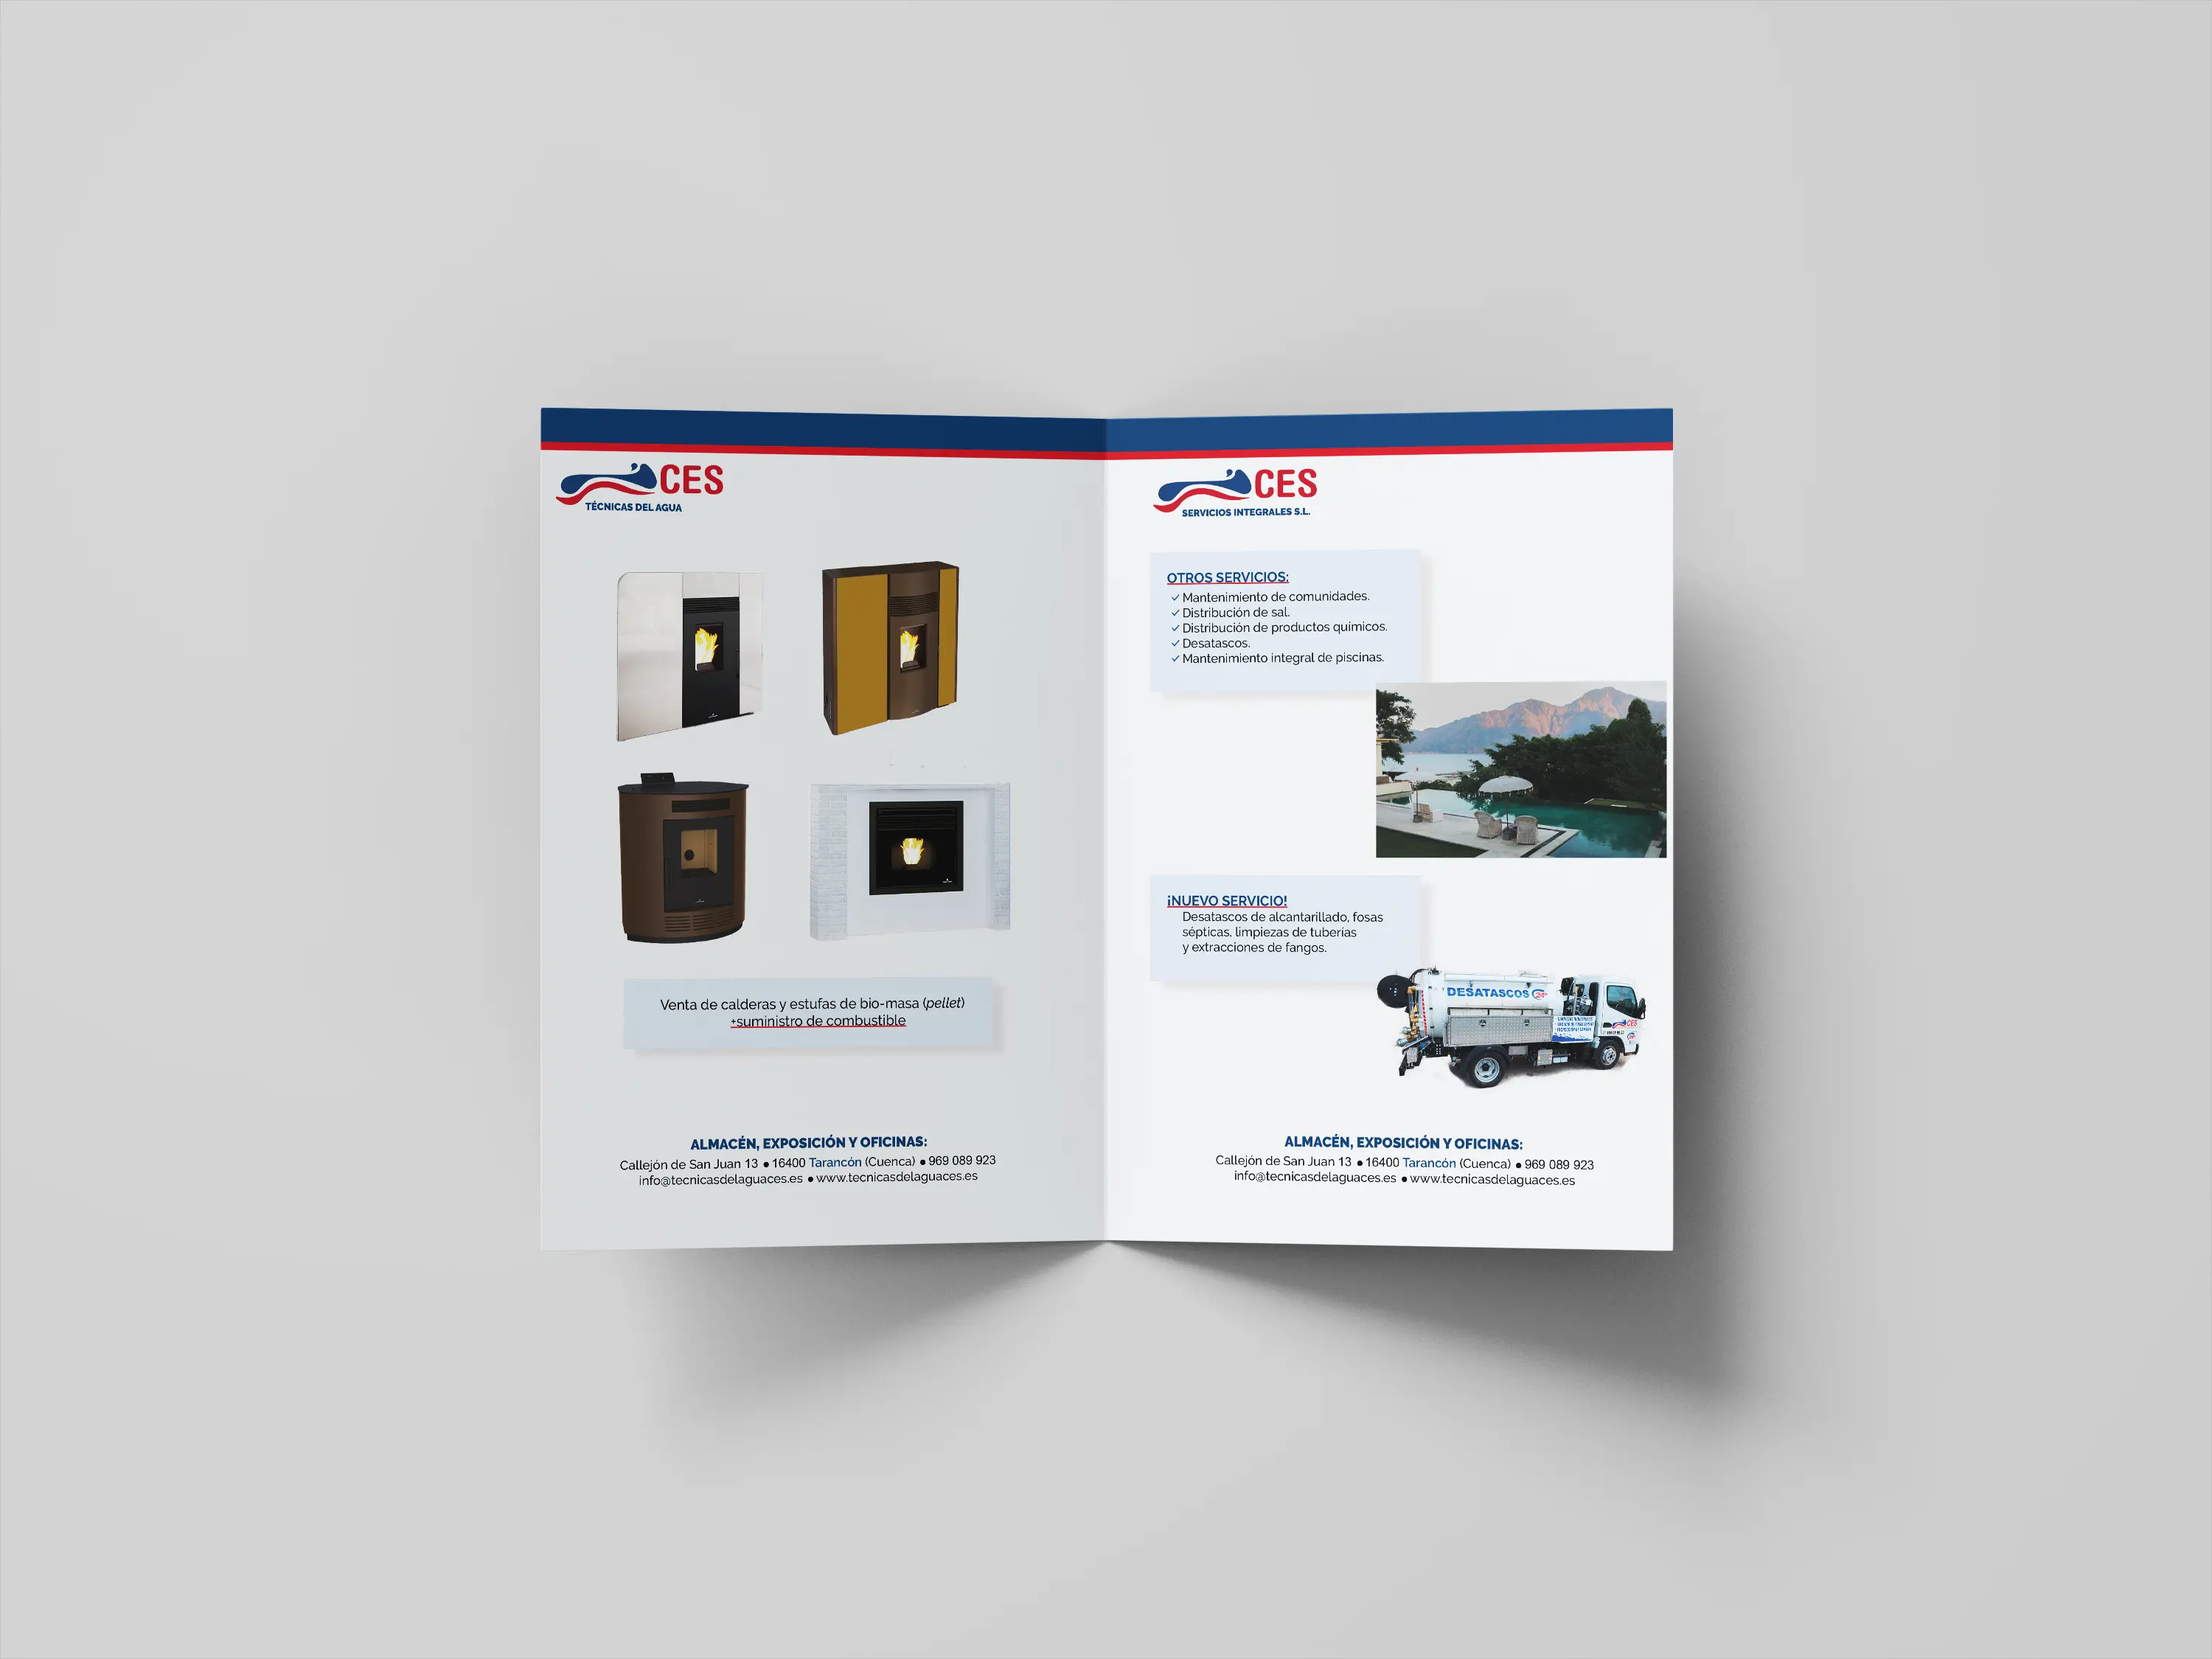 CES
TÉCNICAS DEL AGUA
Venta de calderas y estufas de bio-masa (pellet)
+suministro de combustible
ALMACÉN, EXPOSICIÓN Y OFICINAS:
Callejón de San Juan 13 ● 16400 Tarancón (Cuenca) ● 969 089 923
info@tecnicasdelaguaces.es ● www.tecnicasdelaguaces.es
CES
SERVICIOS INTEGRALES S.L.
OTROS SERVICIOS:
✓ Mantenimiento de comunidades.
✓ Distribución de sal.
✓ Distribución de productos quimicos.
✓ Desatascos.
✓ Mantenimiento integral de piscinas.
¡NUEVO SERVICIO!
Desatascos de alcantarillado, fosas
sépticas, limpiezas de tuberías
y extracciones de fangos.
DESATASCOS 24h
CES
ALMACÉN, EXPOSICIÓN Y OFICINAS:
Callejón de San Juan 13 ● 16400 Tarancón (Cuenca) ● 969 089 923
info@tecnicasdelaguaces.es ● www.tecnicasdelaguaces.es